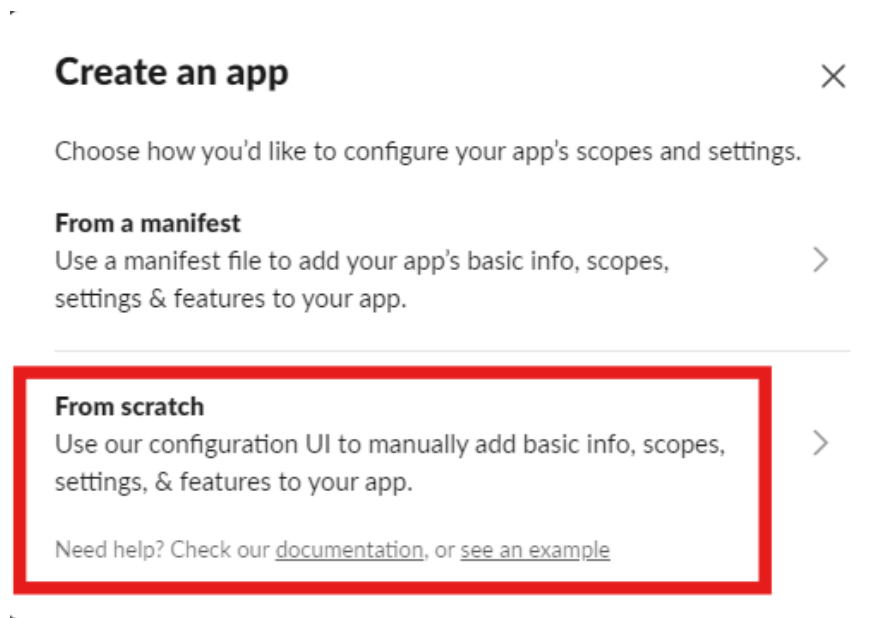 Create an app
Choose how you'd like to configure your app's scopes and settings.
From a manifest
Use a manifest file to add your app's basic info, scopes,
settings & features to your app.
From scratch
Use our configuration UI to manually add basic info, scopes,
settings, & features to your app.
Need help? Check our documentation, or see an example